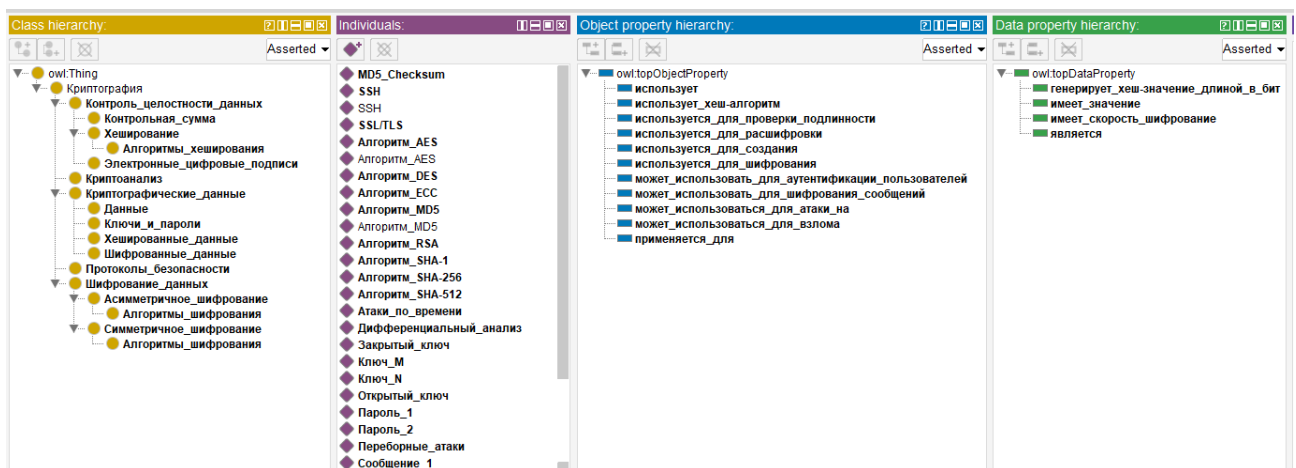 Class hierarchy:
Asserted
owl:Thing
Криптография
Контроль_целостности_данных
Контрольная_сумма
Хеширование
Алгоритмы_хеширования
Электронные_цифровые_подписи
Криптоанализ
Криптографические_данные
Данные
Ключи_и_пароли
Хешированные_данные
Шифрованные_данные
Протоколы_безопасности
Шифрование_данных
Асимметричное_шифрование
Алгоритмы_шифрования
Симметричное_шифрование
Алгоритмы_шифрования
Individuals:
MD5_Checksum
SSH
SSH
SSL/TLS
Алгоритм_AES
Алгоритм_AES
Алгоритм_DES
Алгоритм_ECC
Алгоритм_MD5
Алгоритм_MD5
Алгоритм_RSA
Алгоритм_SHA-1
Алгоритм_SHA-256
Алгоритм_SHA-512
Атаки_по_времени
Дифференциальный_анализ
Закрытый_ключ
Ключ_M
Ключ_N
Открытый_ключ
Пароль_1
Пароль_2
Переборные_атаки
Сообщение_1
Object property hierarchy:
Asserted
owl:topObjectProperty
использует
использует_хеш-алгоритм
используется_для_проверки_подлинности
используется_для_расшифровки
используется_для_создания
используется_для_шифрования
может_использовать_для_аутентификации_пользователей
может_использовать_для_шифрования_сообщений
может_использоваться_для_атаки_на
может_использоваться_для_взлома
применяется_для
Data property hierarchy:
Asserted
owl:topDataProperty
генерирует_хеш-значение_длиной_в_бит
имеет_значение
имеет_скорость_шифрование
является